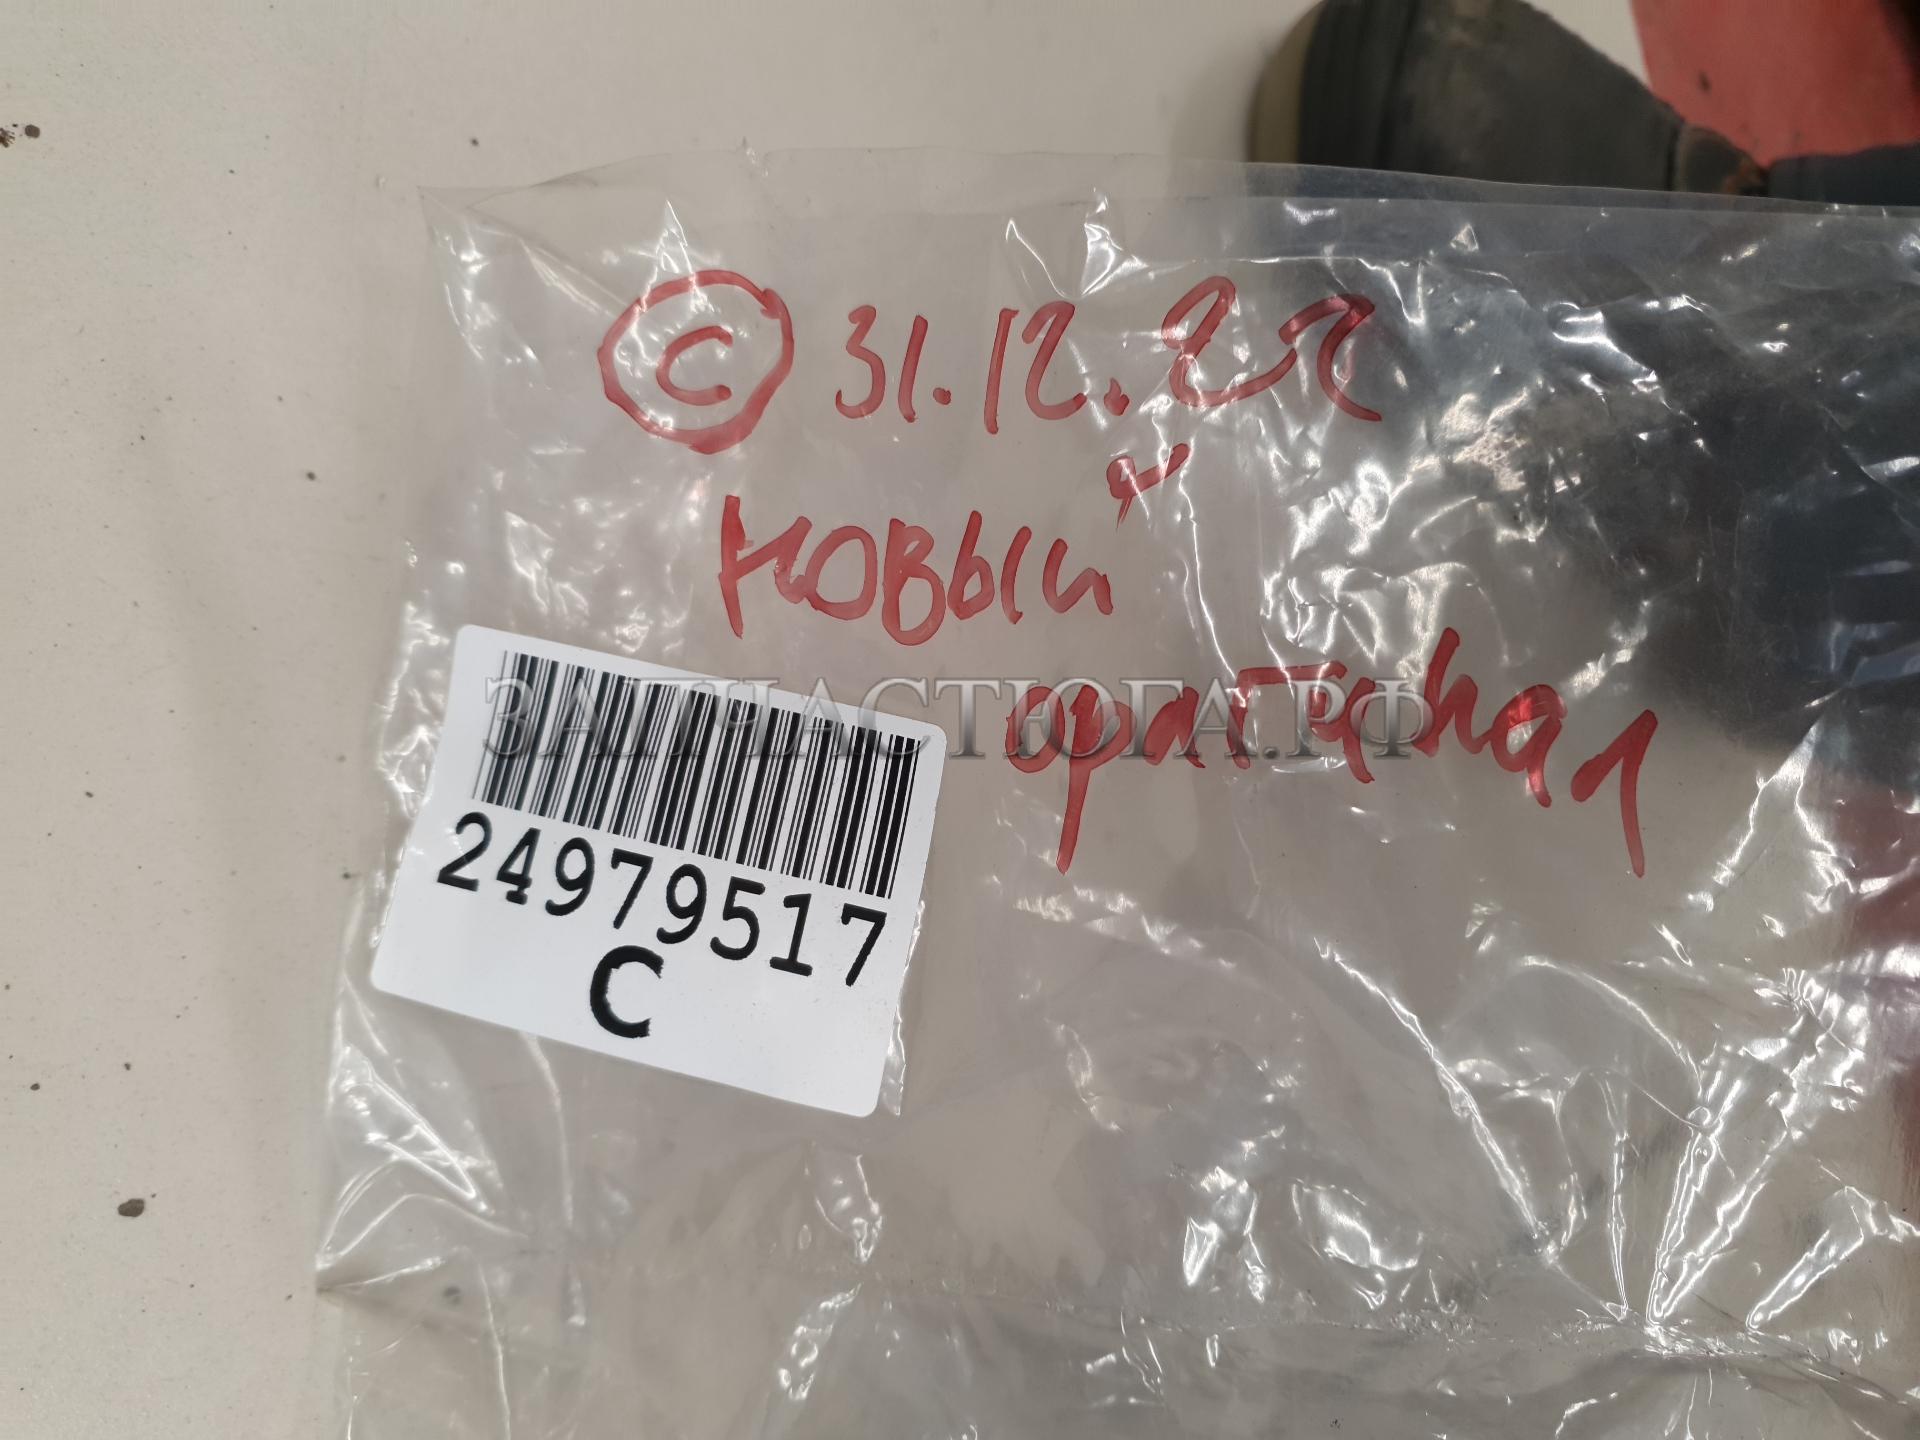 С 31.12.22
новый
оригинал
ЗАПЧАСТЮГА.РФ
24979517
C